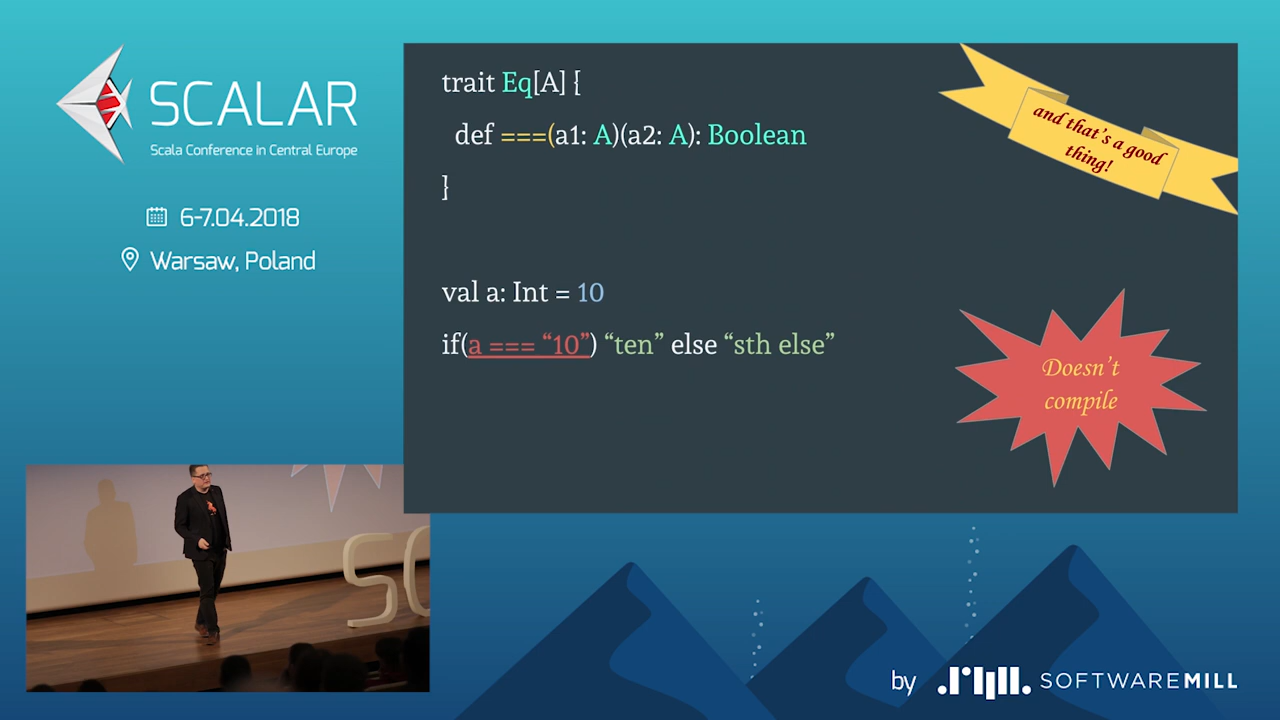 SCALAR
Scala Conference in Central Europe
6-7.04.2018
Warsaw, Poland
trait Eq[A] {
def ===(a1: A)(a2: A): Boolean
}
val a: Int = 10
if(a === “10”) “ten” else “sth else”
and that’s a good
thing!
Doesn’t
compile
SC
by SOFTWAREMILL